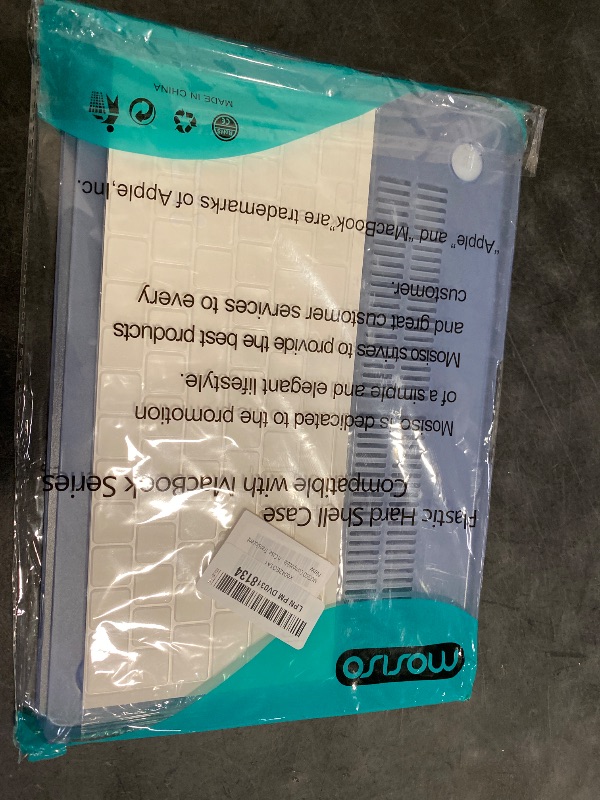 mosiso
Plastic Hard Shell Case
Compatible with MacBook Series
Mosiso is dedicated to the promotion
of a simple and elegant lifestyle.
Mosiso strives to provide the best products
and great customer services to every
customer.
"Apple" and "MacBook" are trademarks of Apple,Inc.
MADE IN CHINA
RoHS
LPN PM DV0318134